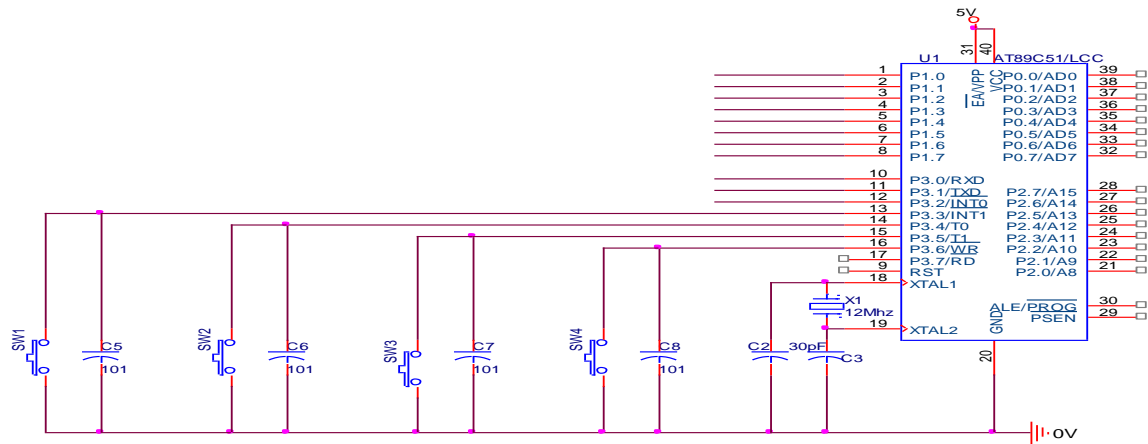 5V
U1
AT89C51/LCC
31
40
EA/VPP
VCC
1 P1.0
2 P1.1
3 P1.2
4 P1.3
5 P1.4
6 P1.5
7 P1.6
8 P1.7
10 P3.0/RXD
11 P3.1/TXD
12 P3.2/INT0
13 P3.3/INT1
14 P3.4/T0
15 P3.5/T1
16 P3.6/WR
17 P3.7/RD
9 RST
18 XTAL1
19 XTAL2
P0.0/AD0 39
P0.1/AD1 38
P0.2/AD2 37
P0.3/AD3 36
P0.4/AD4 35
P0.5/AD5 34
P0.6/AD6 33
P0.7/AD7 32
P2.7/A15 28
P2.6/A14 27
P2.5/A13 26
P2.4/A12 25
P2.3/A11 24
P2.2/A10 23
P2.1/A9 22
P2.0/A8 21
ALE/PROG 30
PSEN 29
GND
20
X1
12Mhz
SW1
C5
101
SW2
C6
101
SW3
C7
101
SW4
C8
101
C2
30pF
C3
0V